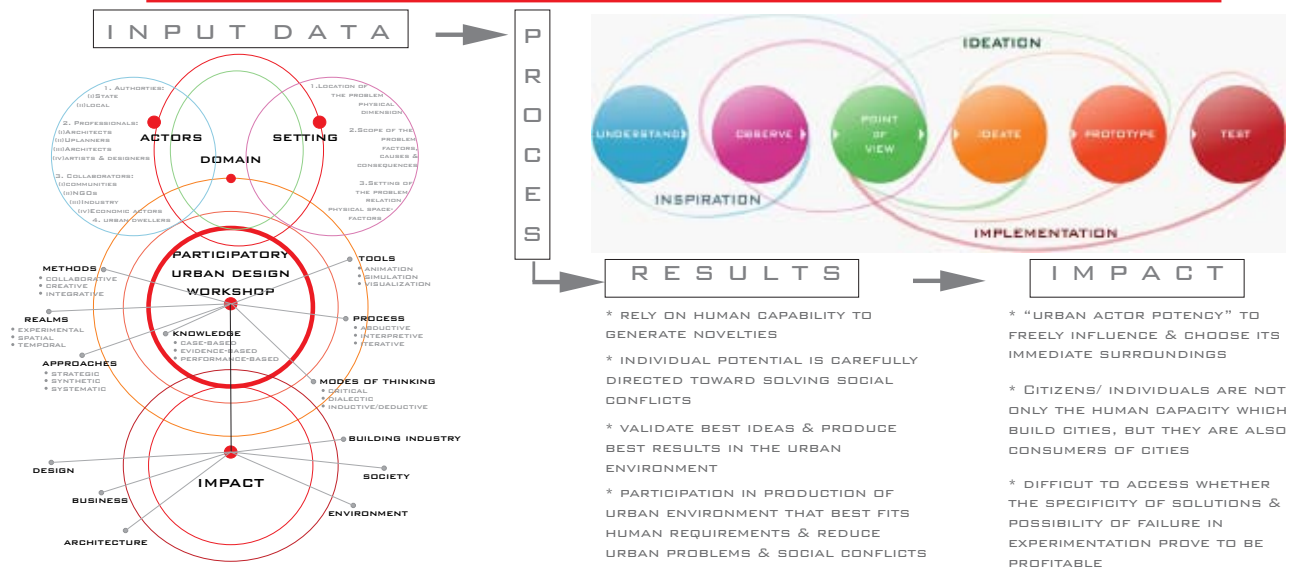 INPUT DATA
PROCES
1. AUTHORTIES:
(I)STATE
(II)LOCAL
2. PROFESSIONALS:
(I)ARCHITECTS
(II)UPLANNERS
(III)ARCHITECTS
(IV)ARTISTS & DESIGNERS
3. COLLABORATORS:
(I)COMMUNITIES
(II)NGOS
(III)INDUSTRY
(IV)ECONOMIC ACTORS
4. URBAN DWELLERS
ACTORS
DOMAIN
SETTING
1.LOCATION OF
THE PROBLEM
PHYSICAL
DIMENSION
2.SCOPE OF THE
PROBLEM
FACTORS,
CAUSES &
CONSEQUENCES
3.SETTING OF
THE PROBLEM
RELATION
PHYSICAL SPACE-
FACTORS
PARTICIPATORY
URBAN DESIGN
WORKSHOP
METHODS
• COLLABORATIVE
• CREATIVE
• INTEGRATIVE
REALMS
• EXPERIMENTAL
• SPATIAL
• TEMPORAL
APPROACHES
• STRATEGIC
• SYNTHETIC
• SYSTEMATIC
KNOWLEDGE
• CASE-BASED
• EVIDENCE-BASED
• PERFORMANCE-BASED
TOOLS
• ANIMATION
• SIMULATION
• VISUALIZATION
PROCESS
• ABDUCTIVE
• INTERPRETIVE
• ITERATIVE
MODES OF THINKING
• CRITICAL
• DIALECTIC
• INDUCTIVE/DEDUCTIVE
IMPACT
DESIGN
BUSINESS
ARCHITECTURE
BUILDING INDUSTRY
SOCIETY
ENVIRONMENT
IDEATION
UNDERSTAND
OBSERVE
POINT
OF
VIEW
IDEATE
PROTOTYPE
TEST
INSPIRATION
IMPLEMENTATION
RESULTS
* RELY ON HUMAN CAPABILITY TO
GENERATE NOVELTIES
* INDIVIDUAL POTENTIAL IS CAREFULLY
DIRECTED TOWARD SOLVING SOCIAL
CONFLICTS
* VALIDATE BEST IDEAS & PRODUCE
BEST RESULTS IN THE URBAN
ENVIRONMENT
* PARTICIPATION IN PRODUCTION OF
URBAN ENVIRONMENT THAT BEST FITS
HUMAN REQUIREMENTS & REDUCE
URBAN PROBLEMS & SOCIAL CONFLICTS
IMPACT
* “URBAN ACTOR POTENCY” TO
FREELY INFLUENCE & CHOOSE ITS
IMMEDIATE SURROUNDINGS
* CITIZENS/ INDIVIDUALS ARE NOT
ONLY THE HUMAN CAPACITY WHICH
BUILD CITIES, BUT THEY ARE ALSO
CONSUMERS OF CITIES
* DIFFICUT TO ACCESS WHETHER
THE SPECIFICITY OF SOLUTIONS &
POSSIBILITY OF FAILURE IN
EXPERIMENTATION PROVE TO BE
PROFITABLE